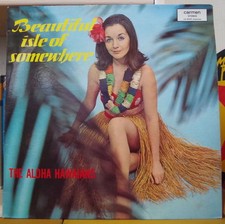 Beautiful
isle of
somewhere
THE ALOHA HAWAIIANS